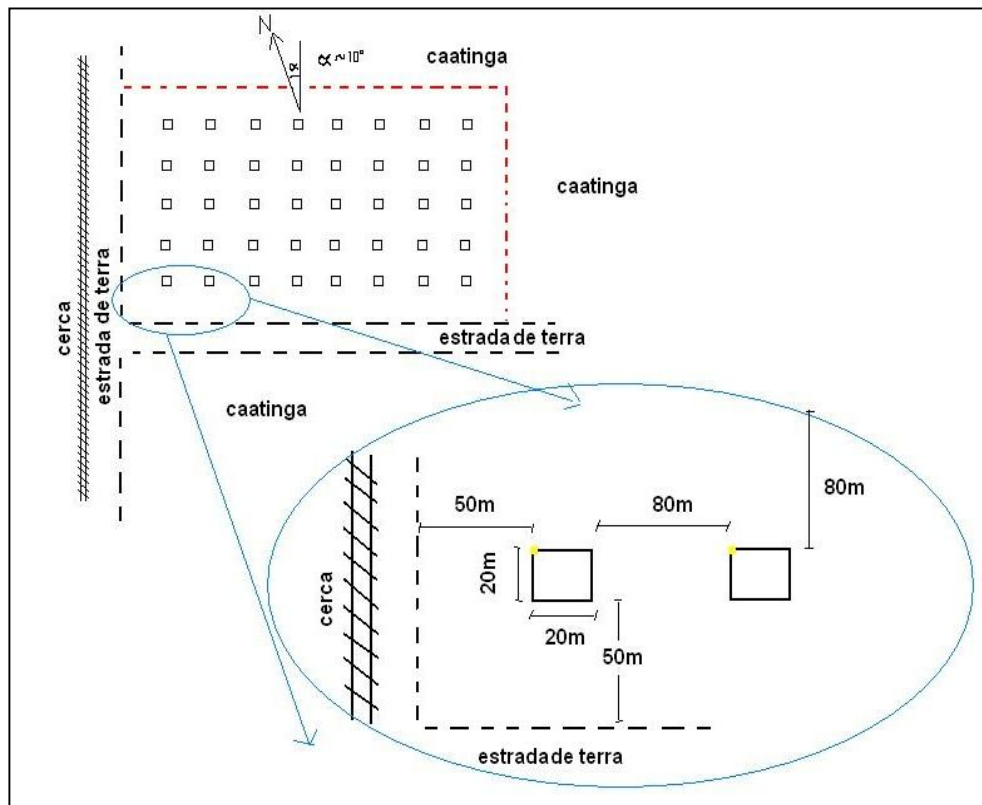 N
α
α ~10°
caatinga
caatinga
cerca
estrada de terra
estrada de terra
caatinga
80m
50m
80m
20m
20m
50m
cerca
estrada de terra